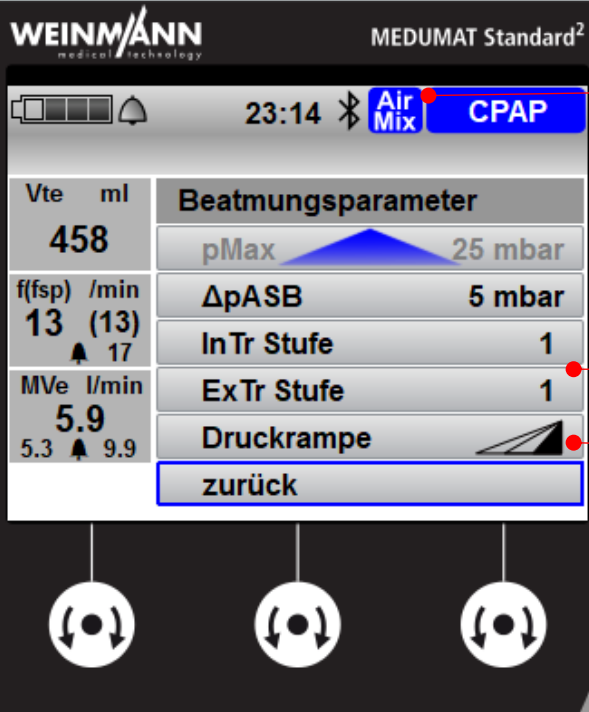 WEINMANN
medical technology
MEDUMAT Standard²
23:14
Air Mix
CPAP
Vte ml
458
f(fsp) /min
13 (13)
17
MVe l/min
5.9
5.3 9.9
Beatmungsparameter
pMax 25 mbar
ΔpASB 5 mbar
InTr Stufe 1
ExTr Stufe 1
Druckrampe
zurück